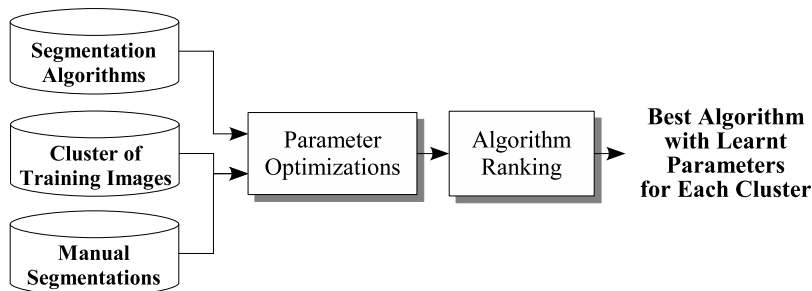 Segmentation
Algorithms
Cluster of
Training Images
Manual
Segmentations
Parameter
Optimizations
Algorithm
Ranking
Best Algorithm
with Learnt
Parameters
for Each Cluster